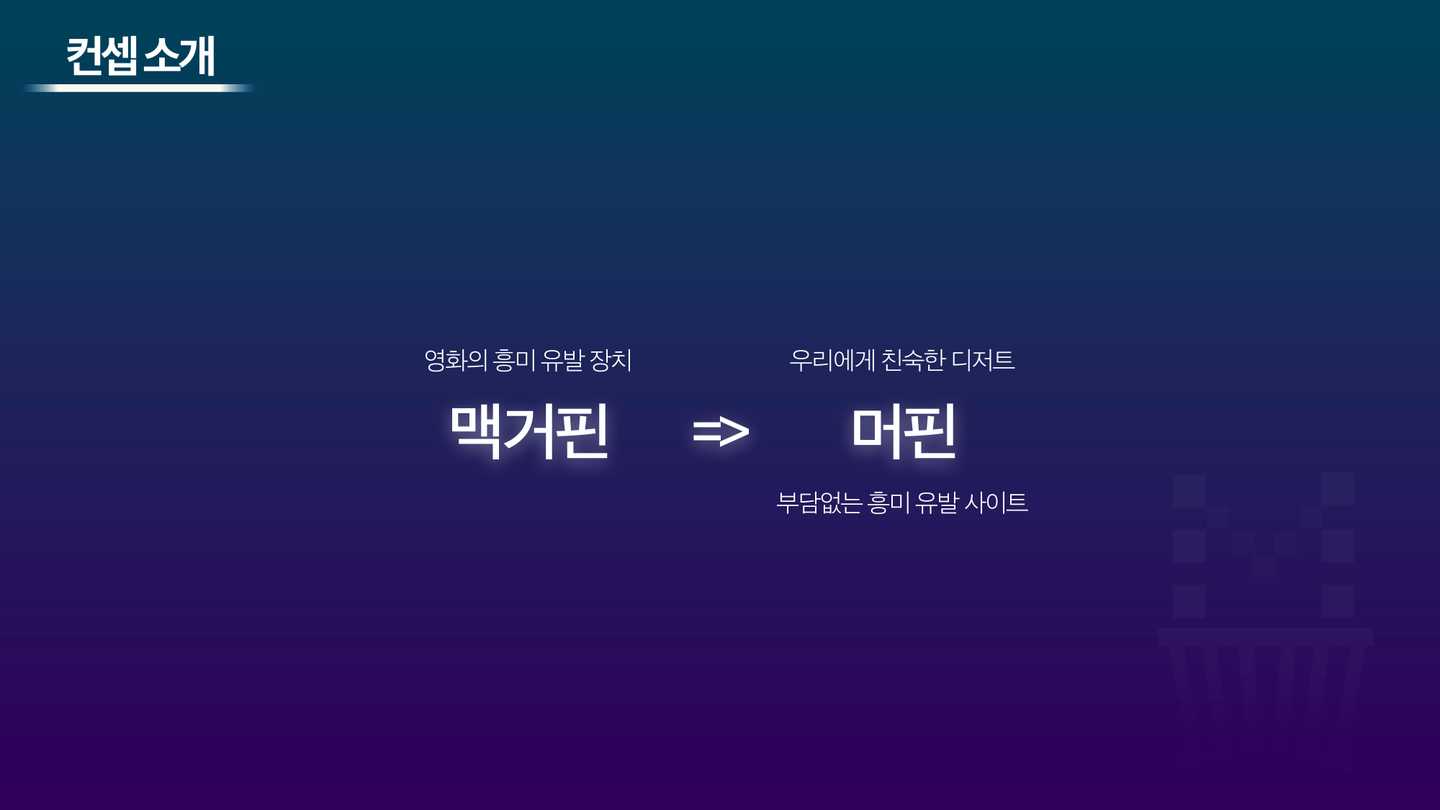 컨셉 소개
영화의 흥미 유발 장치
우리에게 친숙한 디저트
맥거핀 => 머핀
부담없는 흥미 유발 사이트